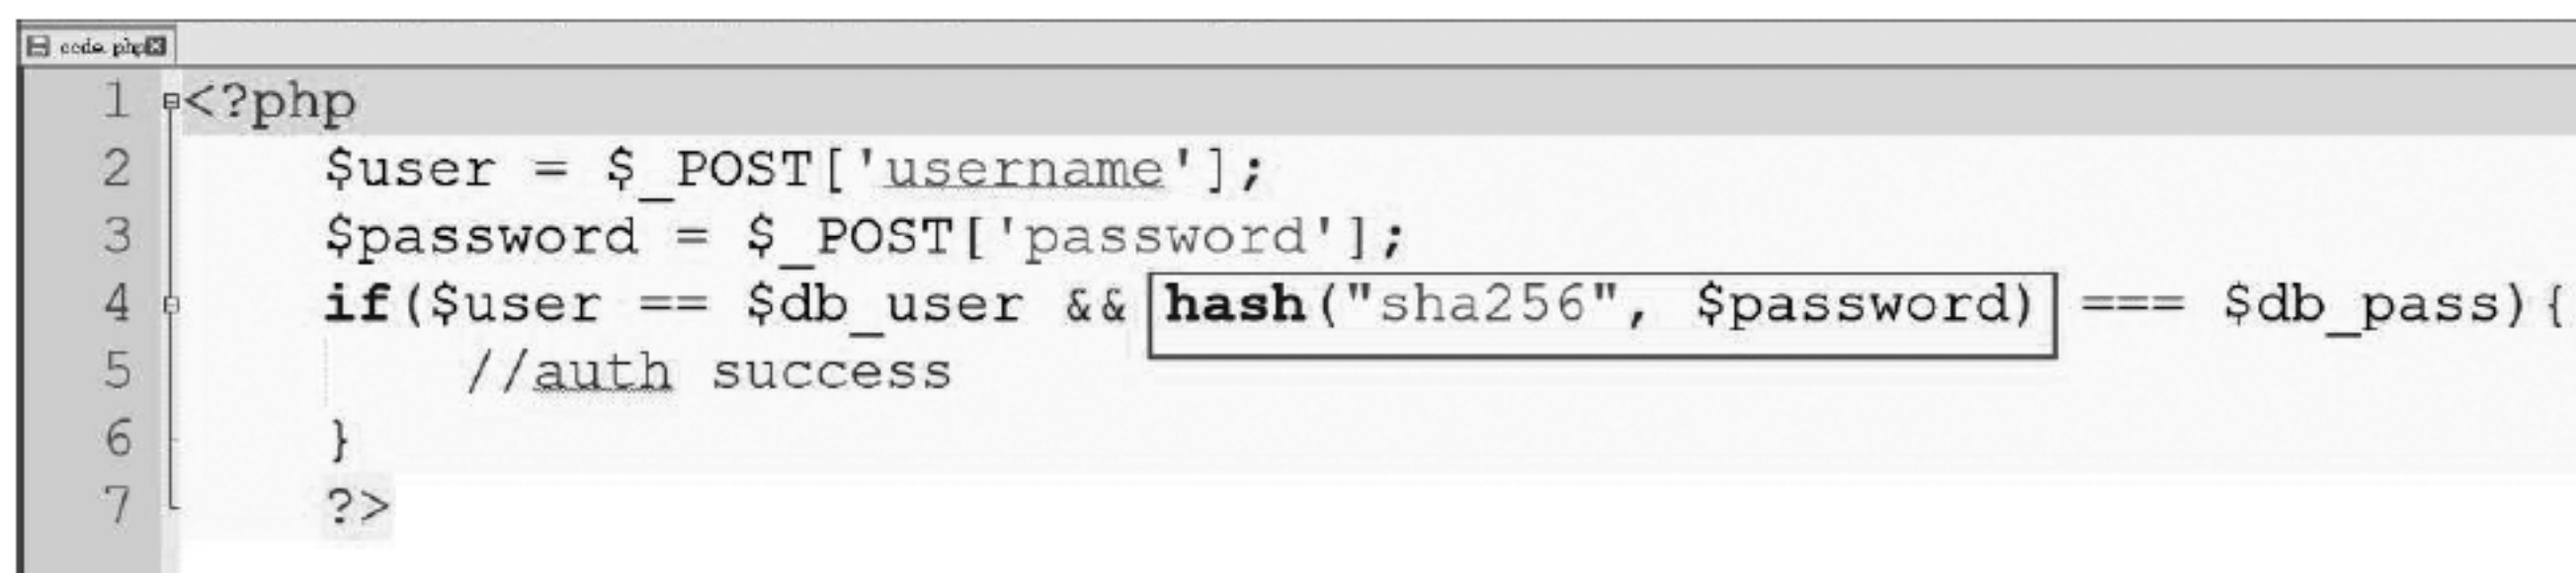 code.php
1 <?php
2 $user = $_POST['username'];
3 $password = $_POST['password'];
4 if($user == $db_user && hash("sha256", $password) === $db_pass){
5 //auth success
6 }
7 ?>